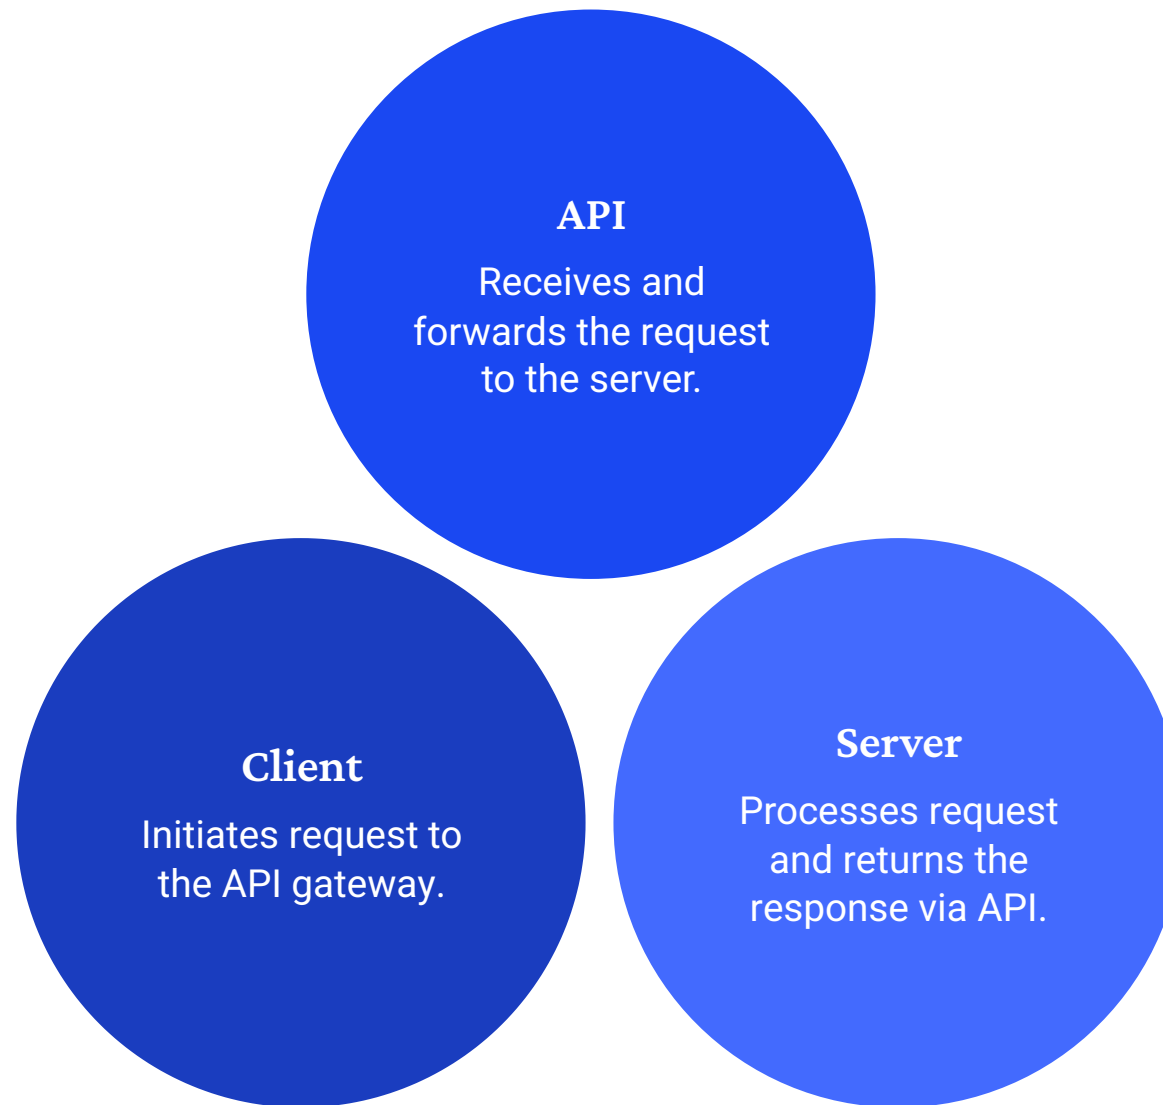 API
Receives and
forwards the request
to the server.
Client
Initiates request to
the API gateway.
Server
Processes request
and returns the
response via API.